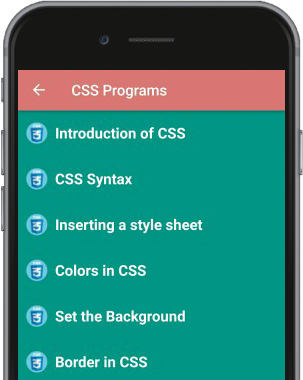 CSS Programs
Introduction of CSS
CSS Syntax
Inserting a style sheet
Colors in CSS
Set the Background
Border in CSS